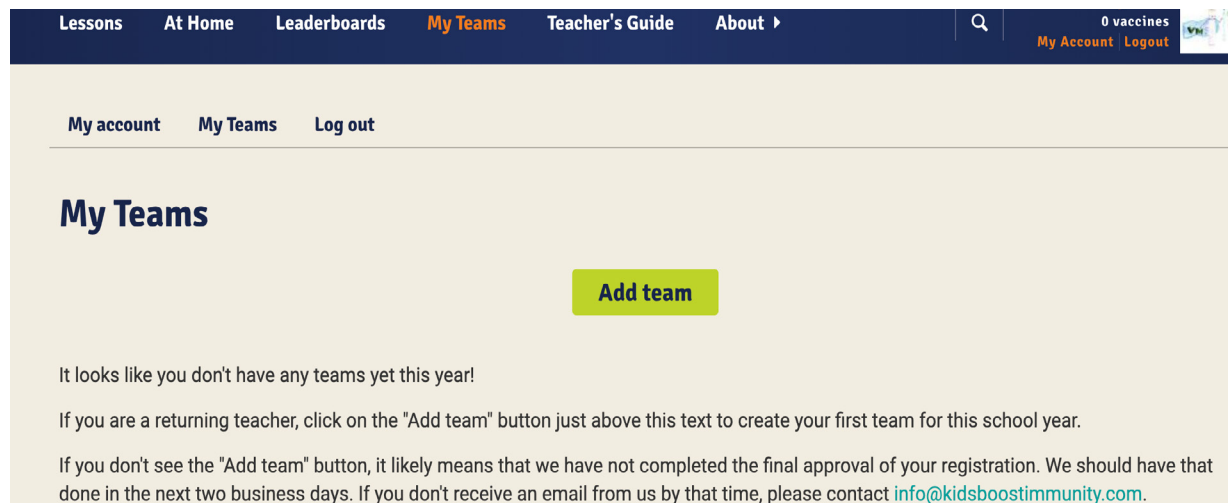 Lessons At Home Leaderboards My Teams Teacher's Guide About 0 vaccines
My Account Logout
VM
My account My Teams Log out
My Teams
Add team
It looks like you don't have any teams yet this year!
If you are a returning teacher, click on the "Add team" button just above this text to create your first team for this school year.
If you don't see the "Add team" button, it likely means that we have not completed the final approval of your registration. We should have that
done in the next two business days. If you don't receive an email from us by that time, please contact info@kidsboostimmunity.com.